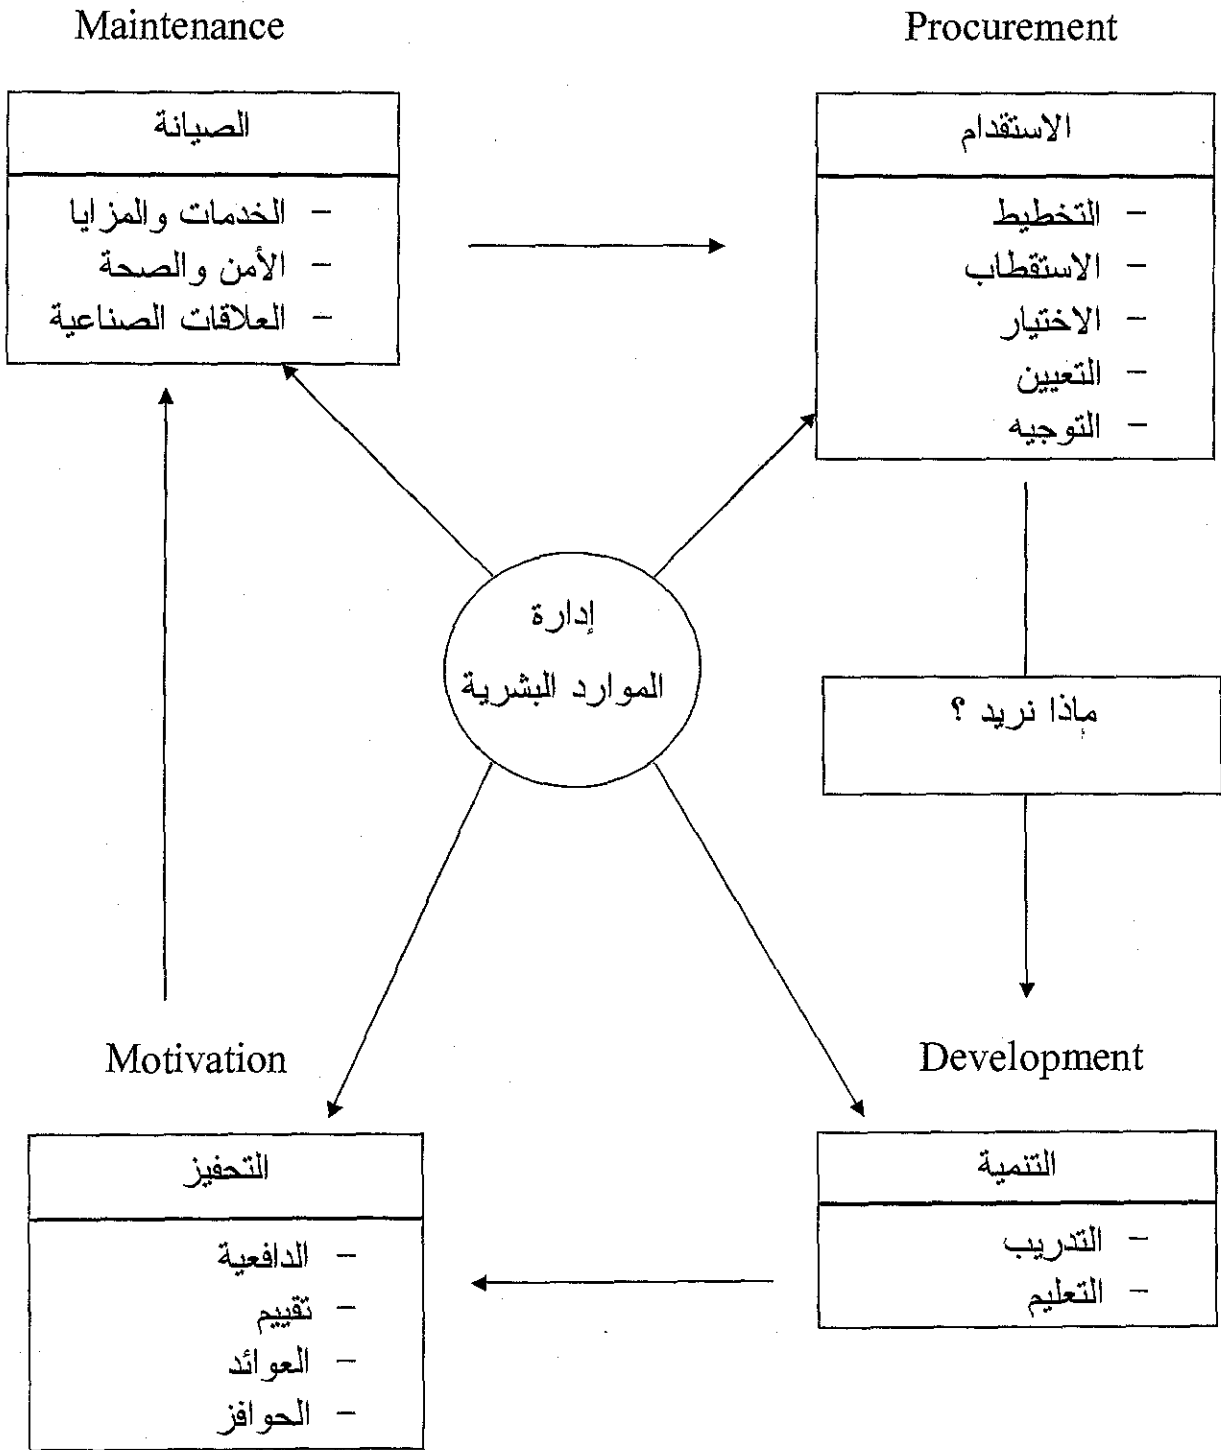 Procurement
الاستقدام
- التخطيط
- الاستقطاب
- الاختيار
- التعيين
- التوجيه
Maintenance
الصيانة
- الخدمات والمزايا
- الأمن والصحة
- العلاقات الصناعية
إدارة
الموارد البشرية
ماذا نريد ؟
Development
التنمية
- التدريب
- التعليم
Motivation
التحفيز
- الدافعية
- تقييم
- العوائد
- الحوافز